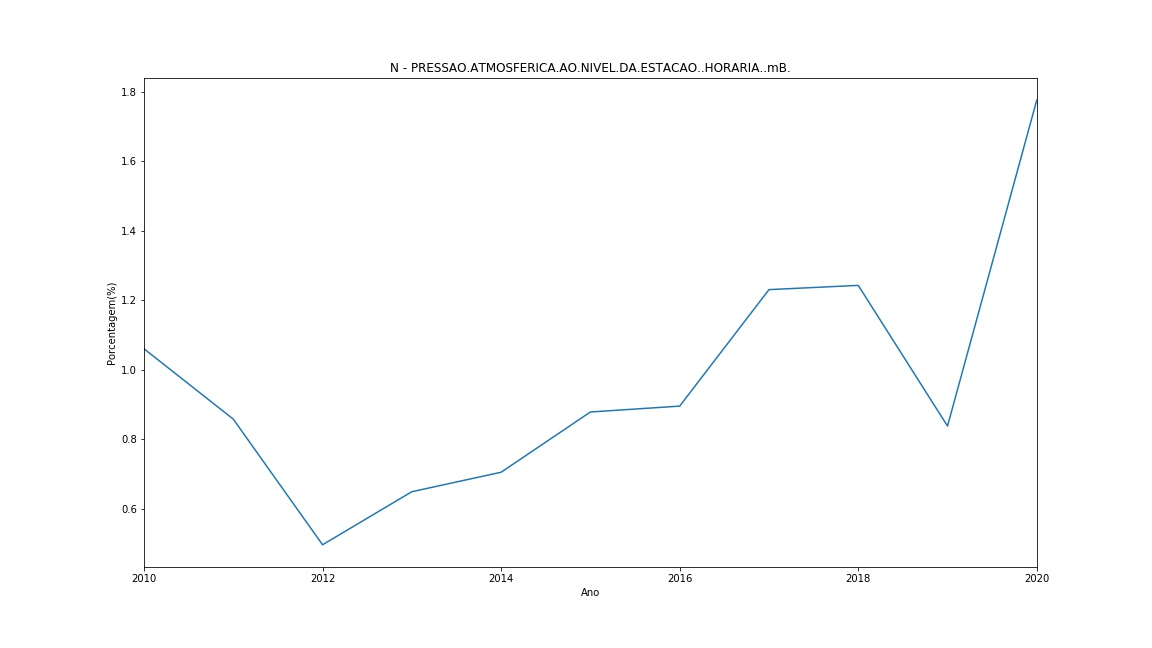 N - PRESSAO.ATMOSFERICA.AO.NIVEL.DA.ESTACAO..HORARIA..mB.
1.8
1.6
1.4
1.2
1.0
0.8
0.6
Porcentagem(%)
2010 2012 2014 2016 2018 2020
Ano